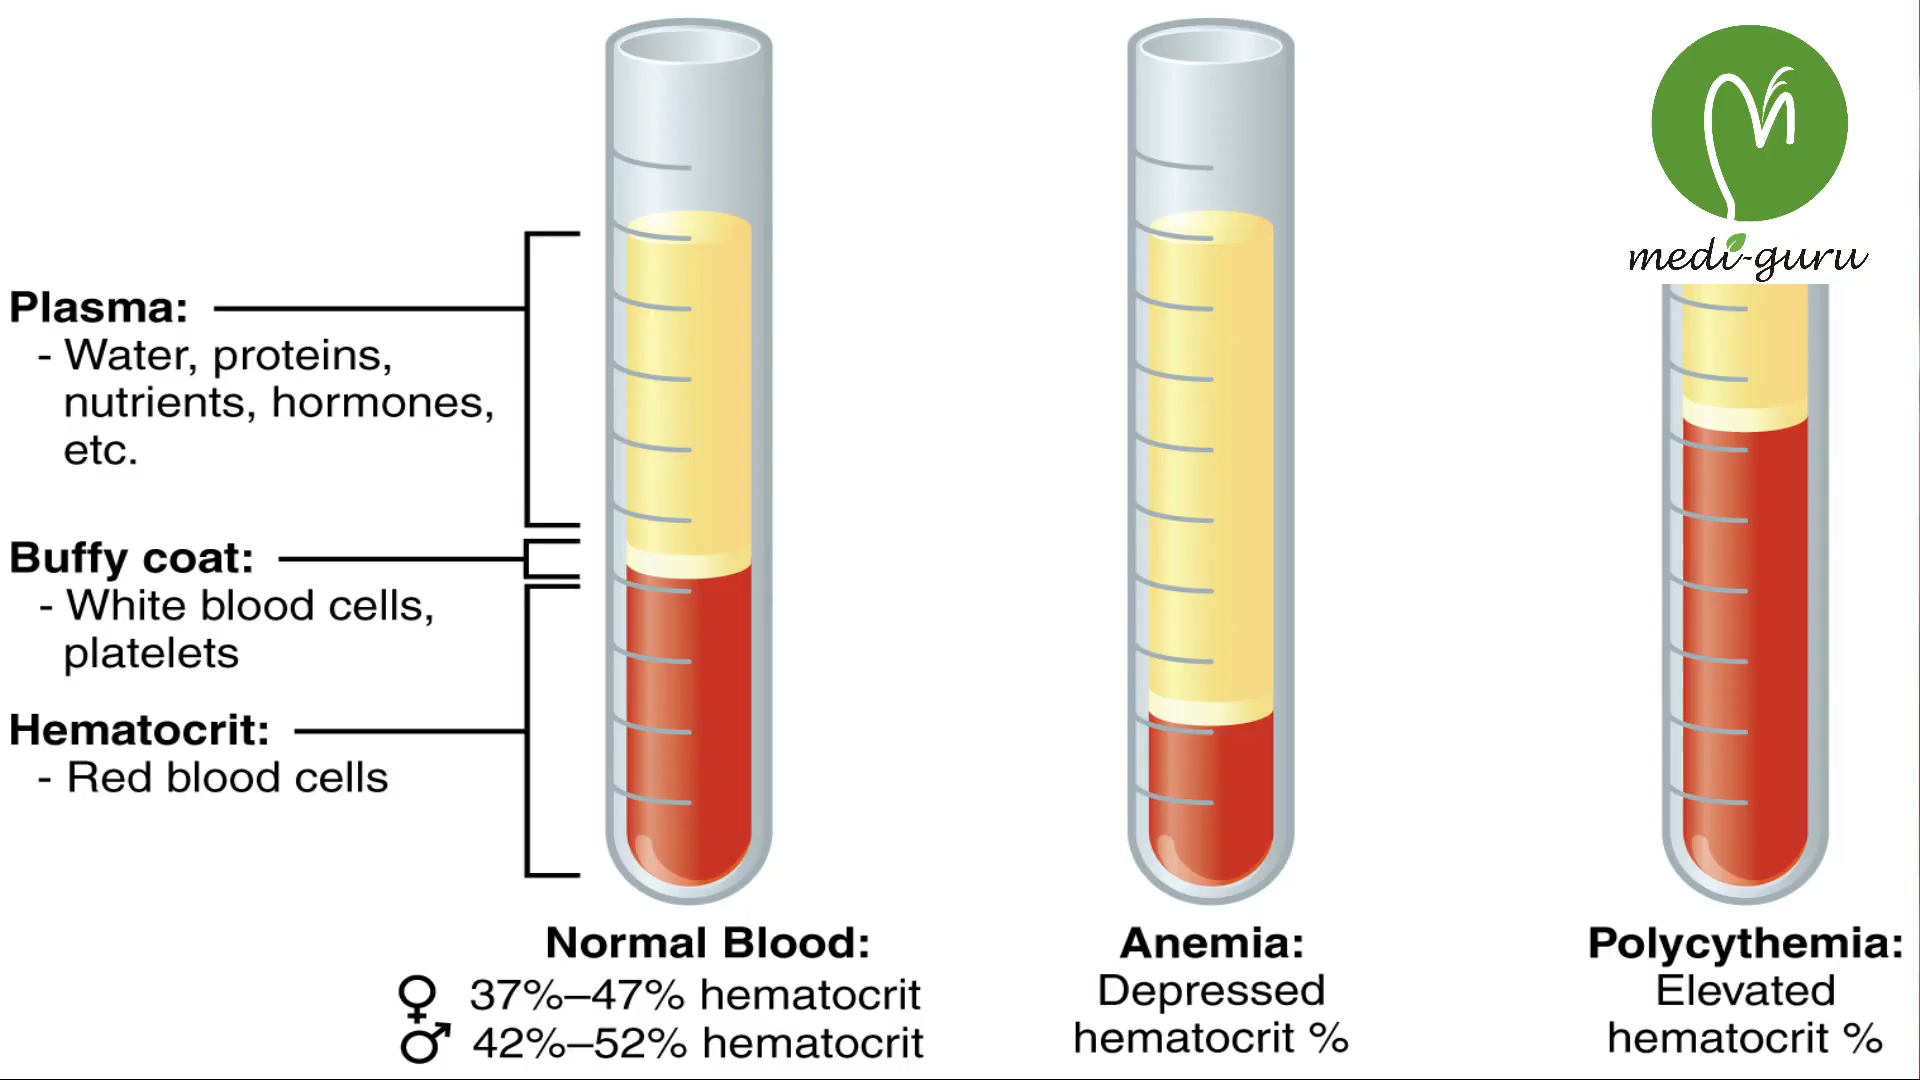 medi-guru
Plasma:
- Water, proteins,
nutrients, hormones,
etc.
Buffy coat:
- White blood cells,
platelets
Hematocrit:
- Red blood cells
Normal Blood:
♀ 37%–47% hematocrit
♂ 42%–52% hematocrit
Anemia:
Depressed
hematocrit %
Polycythemia:
Elevated
hematocrit %